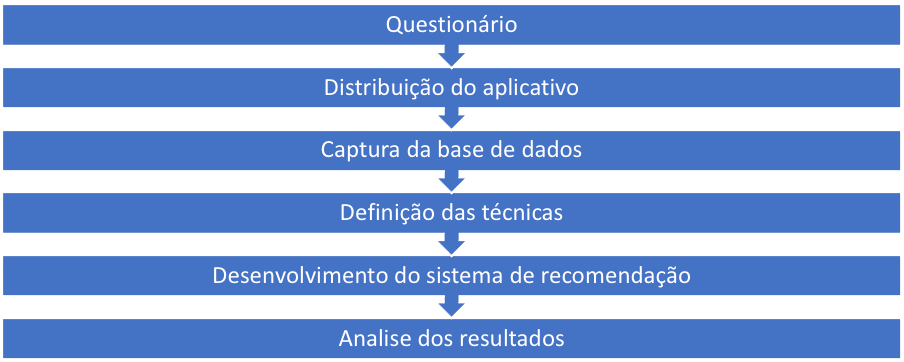 Questionário
Distribuição do aplicativo
Captura da base de dados
Definição das técnicas
Desenvolvimento do sistema de recomendação
Analise dos resultados